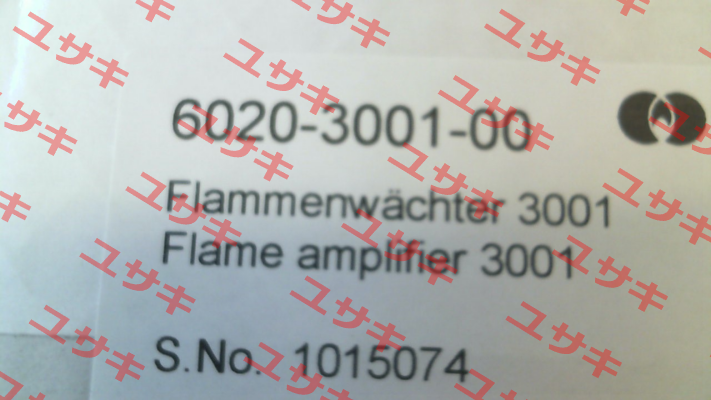 6020-3001-00
Flammenwächter 3001
Flame amplifier 3001
S.No. 1015074
ユサキ